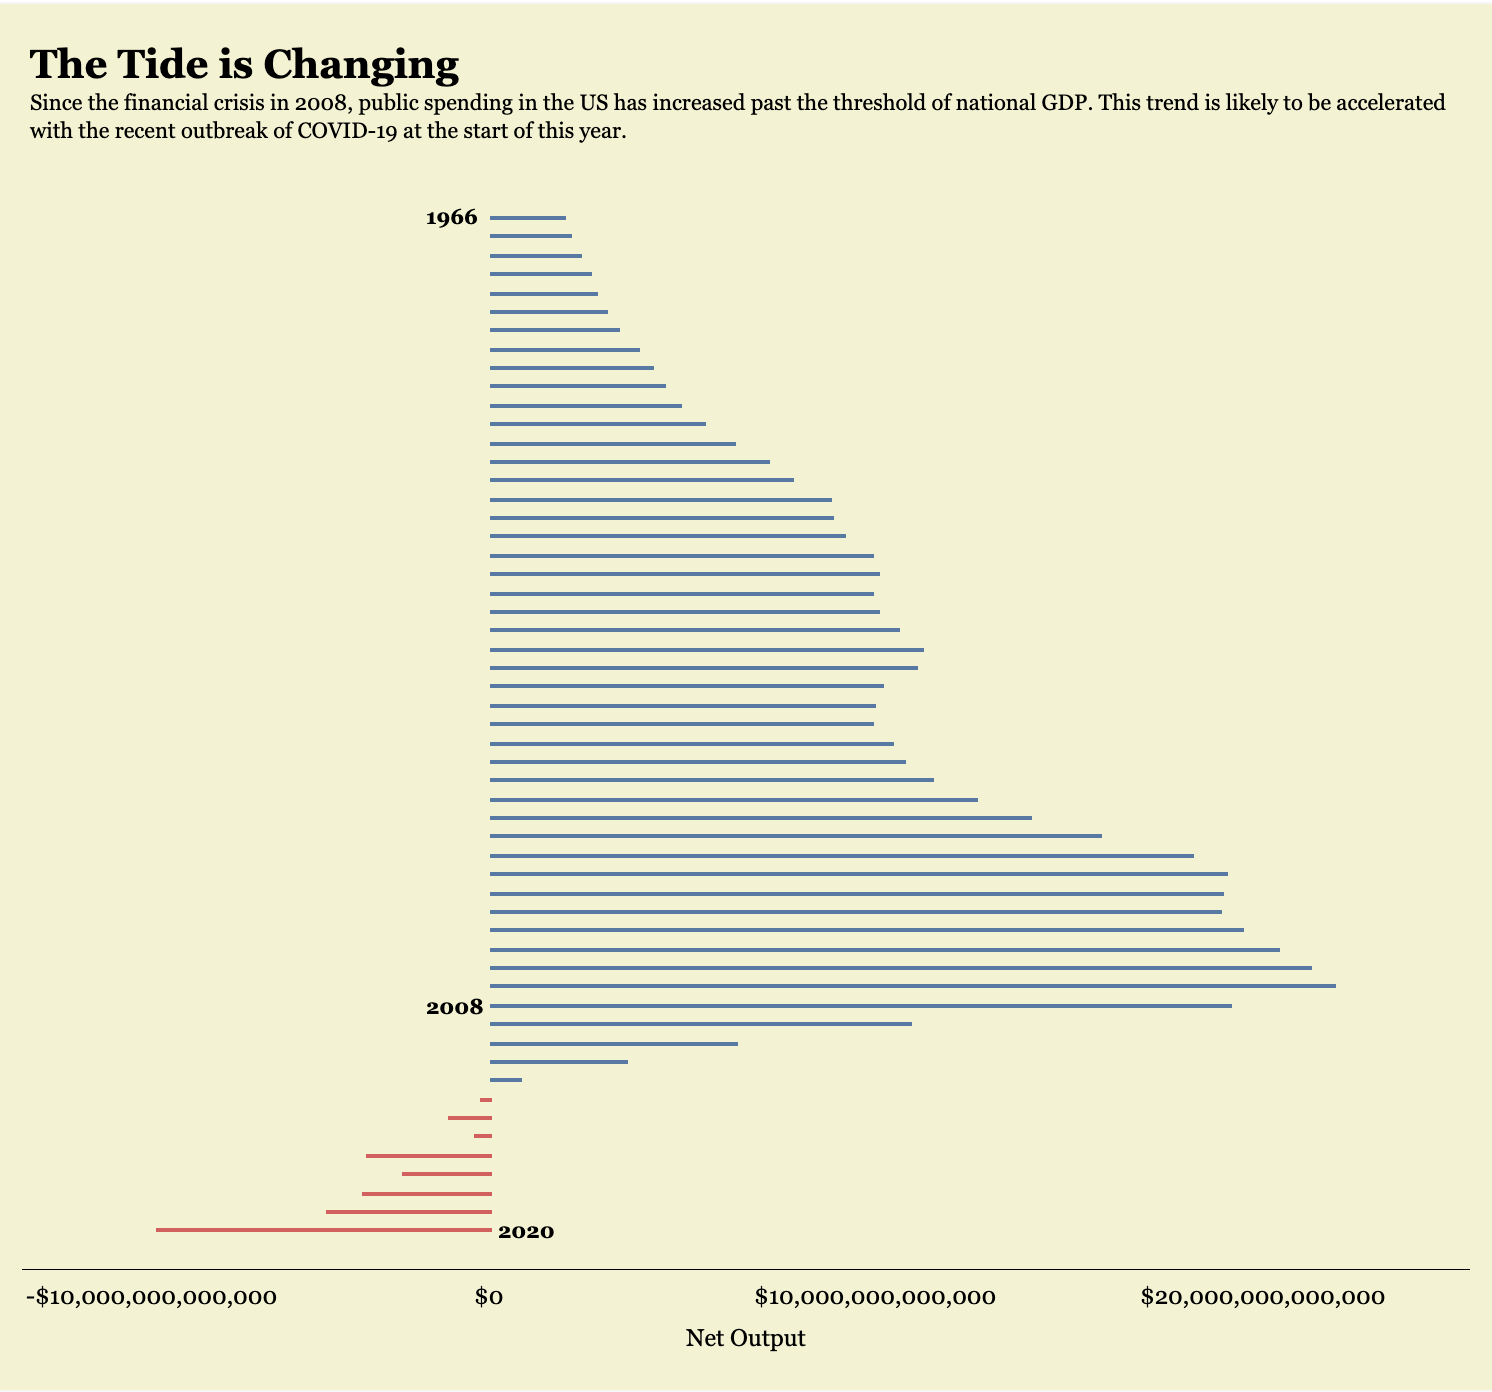 The Tide is Changing
Since the financial crisis in 2008, public spending in the US has increased past the threshold of national GDP. This trend is likely to be accelerated
with the recent outbreak of COVID-19 at the start of this year.
1966
2008
2020
-$10,000,000,000,000
$0
$10,000,000,000,000
$20,000,000,000,000
Net Output